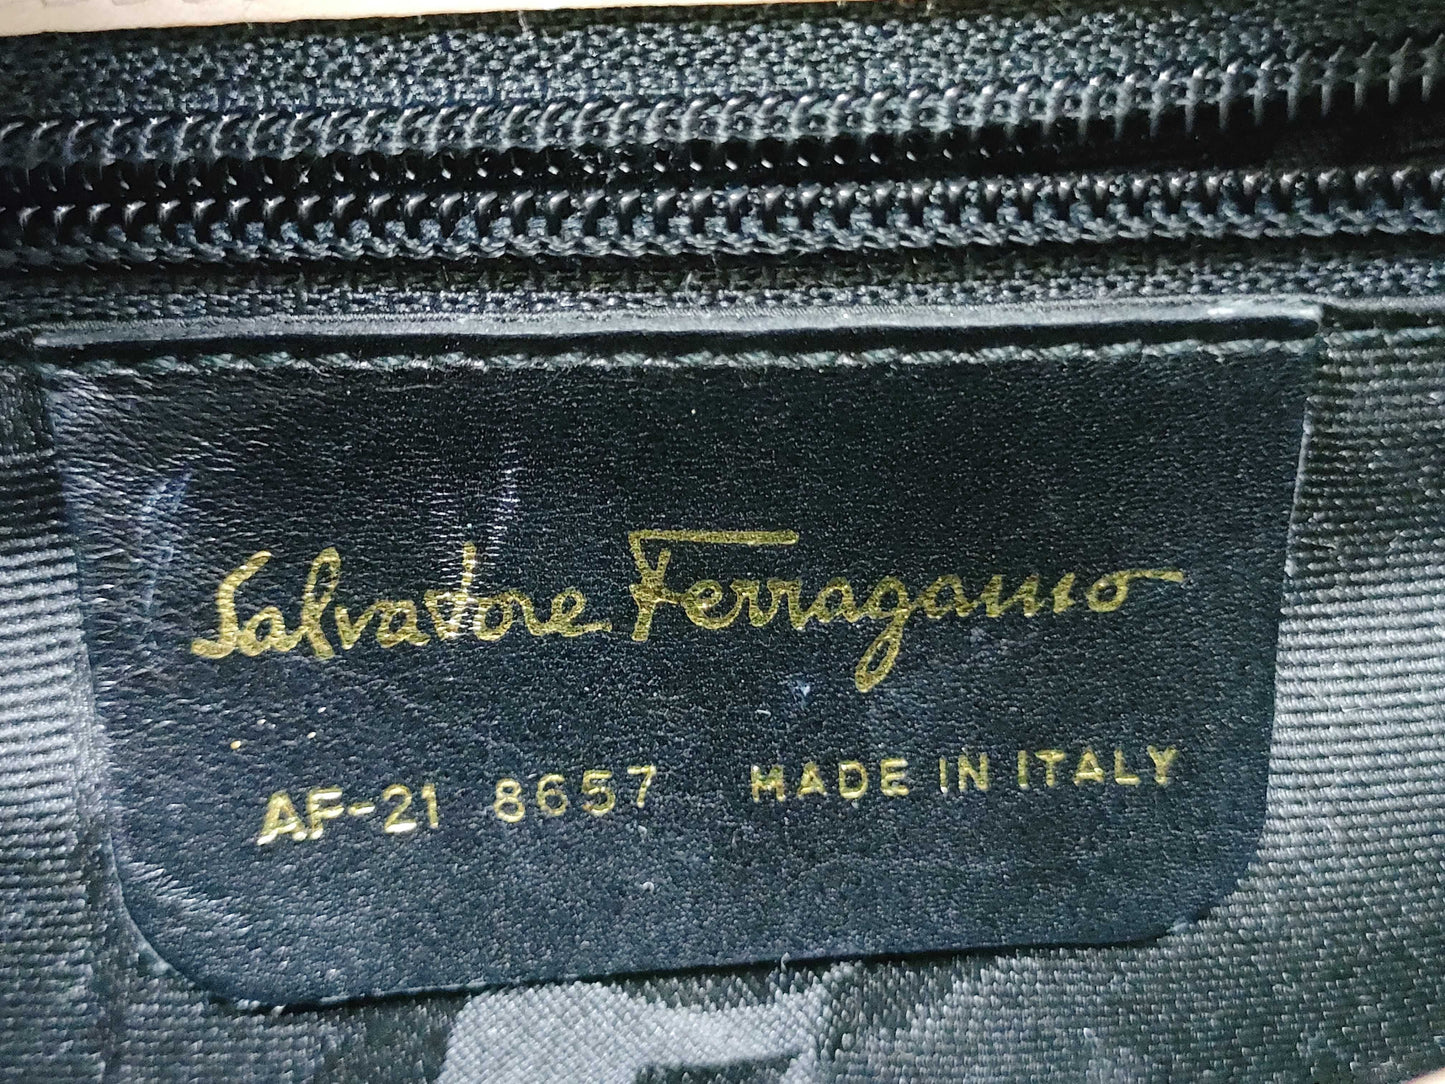 Salvatore Ferragamo
AF-21 8657 MADE IN ITALY